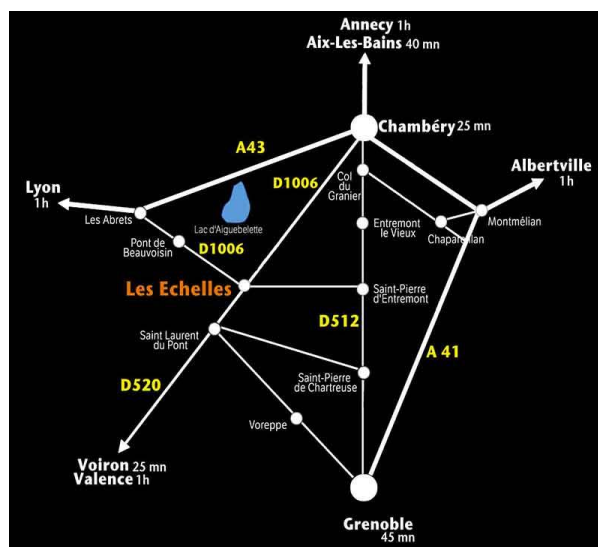 Annecy 1h
Aix-Les-Bains 40 mn
Chambéry 25 mn
A43
Albertville
1h
Col
du
Granier
D1006
Lyon
1h
Les Abrets
Montmélian
Lac d'Aiguebelette
Entremont
le Vieux
Chapareillan
Pont de
Beauvoisin
D1006
Les Echelles
Saint-Pierre
d'Entremont
D512
Saint Laurent
du Pont
A 41
Saint-Pierre
de Chartreuse
D520
Voreppe
Voiron 25 mn
Valence 1h
Grenoble
45 mn